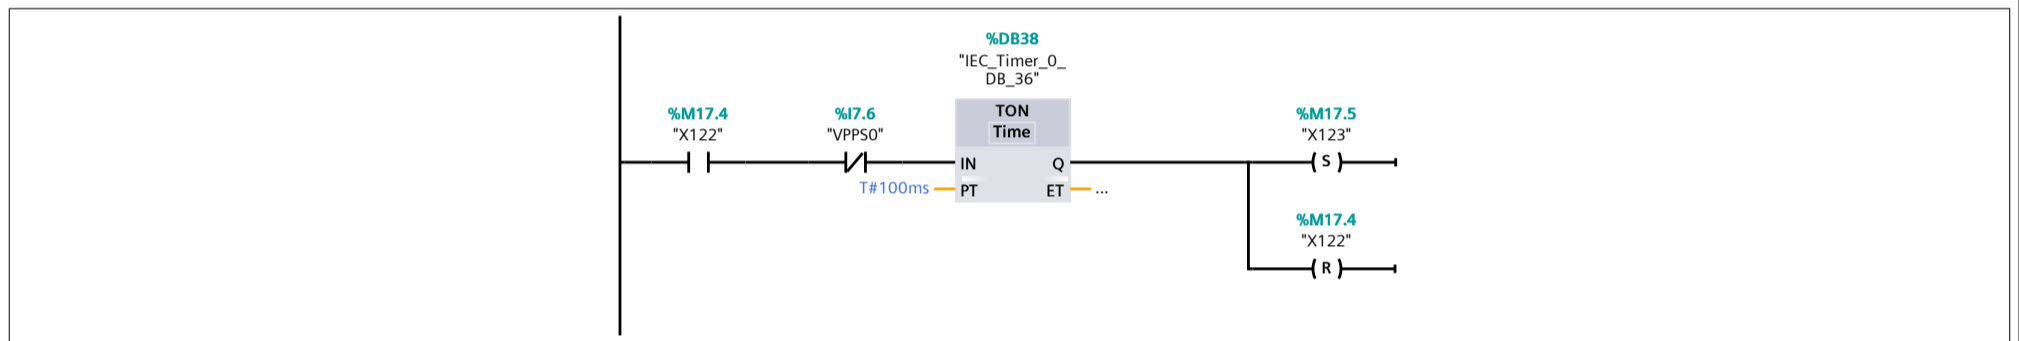 %DB38
"IEC_Timer_0_
DB_36"
%M17.4
"X122"
%I7.6
"VPPS0"
TON
Time
%M17.5
"X123"
IN
Q
S
T#100ms
PT
ET
...
%M17.4
"X122"
R